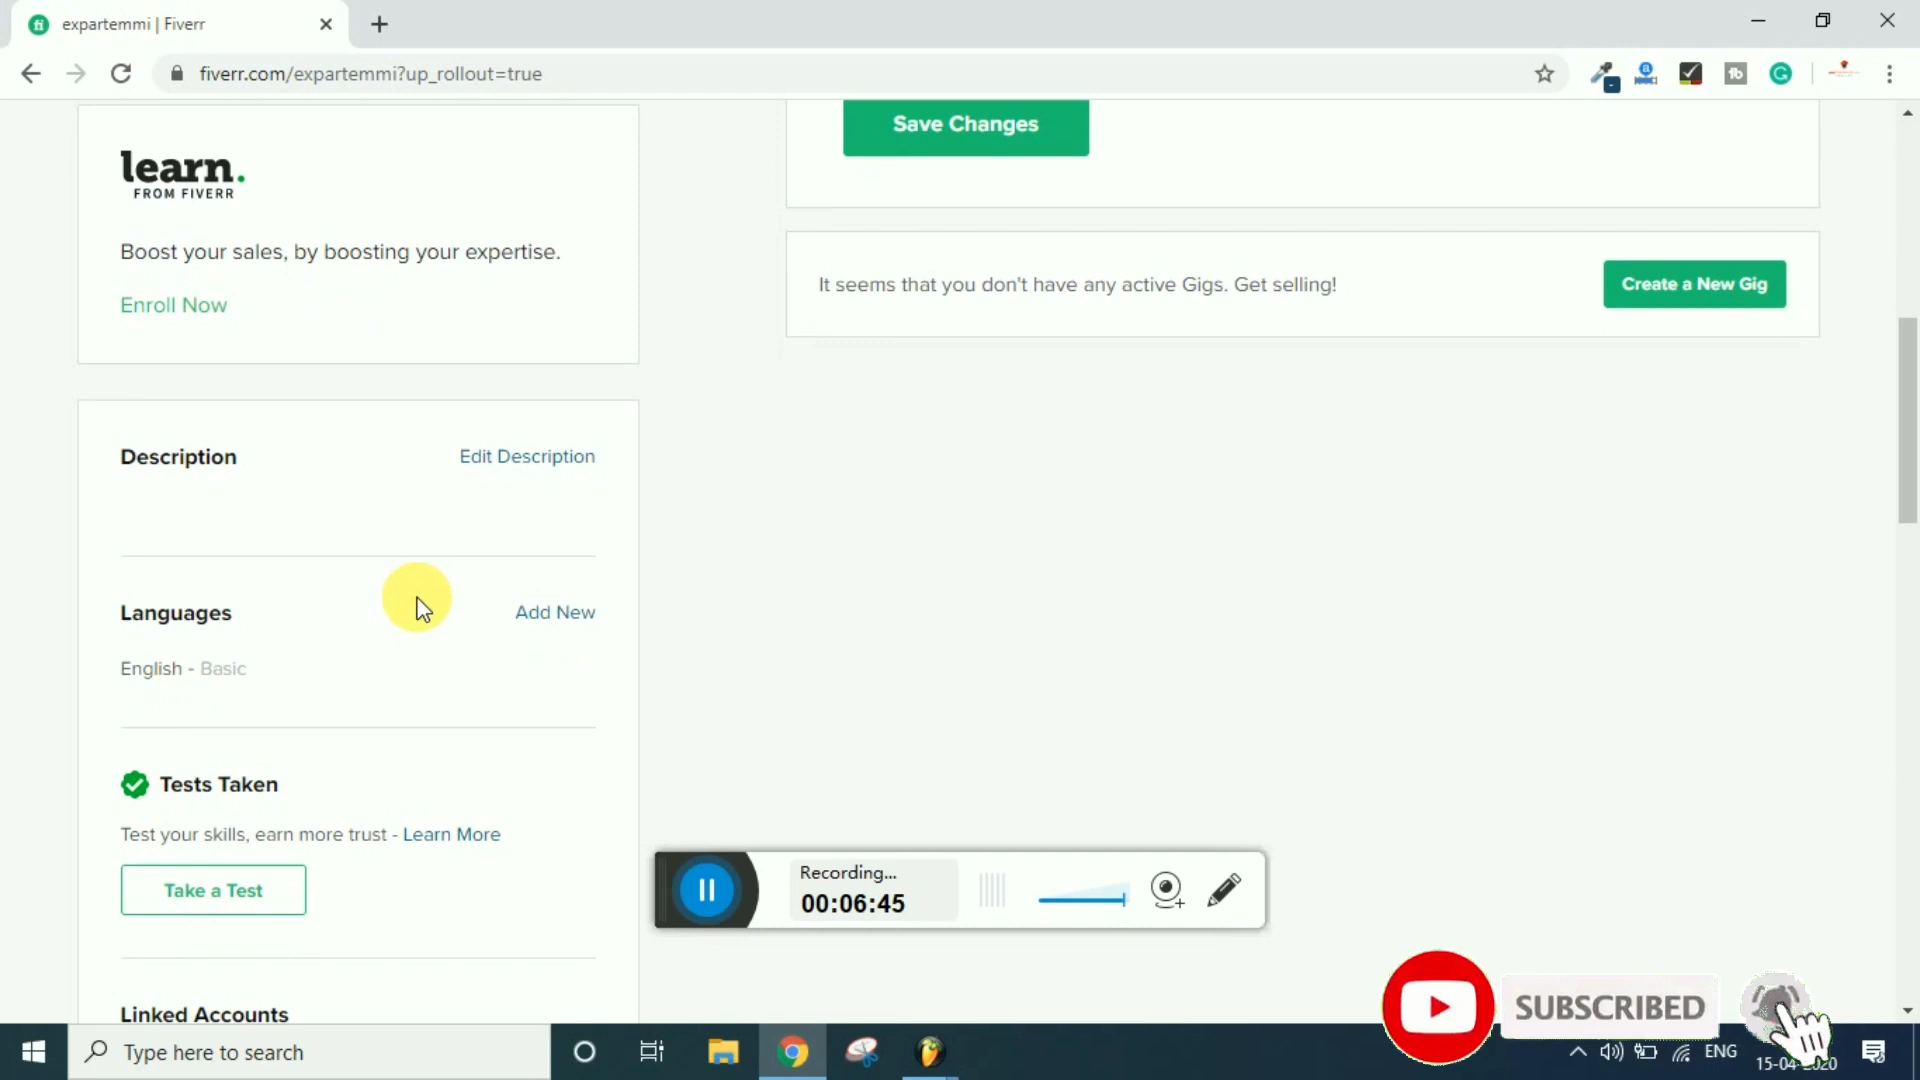 expartemmi | Fiverr
fiverr.com/expartemmi?up_rollout=true
learn.
FROM FIVERR
Boost your sales, by boosting your expertise.
Enroll Now
Save Changes
It seems that you don't have any active Gigs. Get selling!
Create a New Gig
Description
Edit Description
Languages
Add New
English - Basic
Tests Taken
Test your skills, earn more trust - Learn More
Take a Test
Linked Accounts
Recording...
00:06:45
SUBSCRIBED
Type here to search
ENG